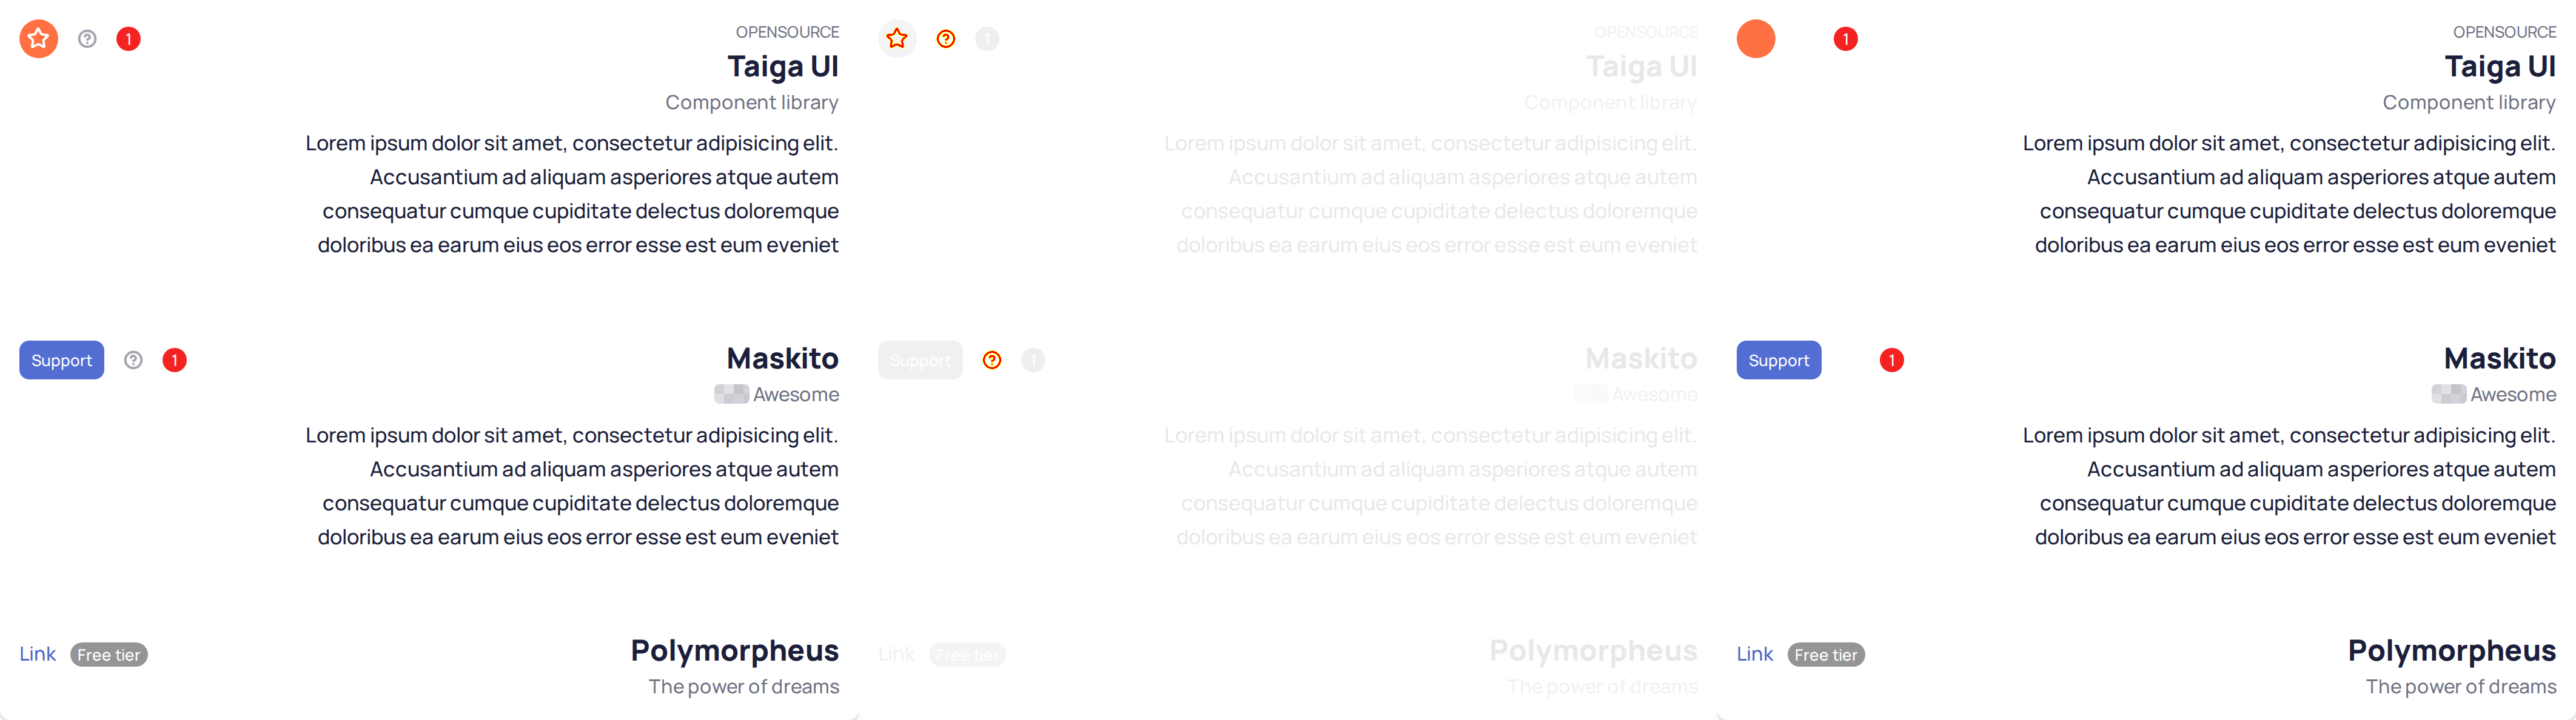 1
OPENSOURCE
Taiga UI
Component library
Lorem ipsum dolor sit amet, consectetur adipisicing elit.
Accusantium ad aliquam asperiores atque autem
consequatur cumque cupiditate delectus doloremque
doloribus ea earum eius eos error esse est eum eveniet
Support
1
Maskito
Awesome
Lorem ipsum dolor sit amet, consectetur adipisicing elit.
Accusantium ad aliquam asperiores atque autem
consequatur cumque cupiditate delectus doloremque
doloribus ea earum eius eos error esse est eum eveniet
Link
Free tier
Polymorpheus
The power of dreams
1
OPENSOURCE
Taiga UI
Component library
Lorem ipsum dolor sit amet, consectetur adipisicing elit.
Accusantium ad aliquam asperiores atque autem
consequatur cumque cupiditate delectus doloremque
doloribus ea earum eius eos error esse est eum eveniet
Support
1
Maskito
Awesome
Lorem ipsum dolor sit amet, consectetur adipisicing elit.
Accusantium ad aliquam asperiores atque autem
consequatur cumque cupiditate delectus doloremque
doloribus ea earum eius eos error esse est eum eveniet
Link
Free tier
Polymorpheus
The power of dreams
1
OPENSOURCE
Taiga UI
Component library
Lorem ipsum dolor sit amet, consectetur adipisicing elit.
Accusantium ad aliquam asperiores atque autem
consequatur cumque cupiditate delectus doloremque
doloribus ea earum eius eos error esse est eum eveniet
Support
1
Maskito
Awesome
Lorem ipsum dolor sit amet, consectetur adipisicing elit.
Accusantium ad aliquam asperiores atque autem
consequatur cumque cupiditate delectus doloremque
doloribus ea earum eius eos error esse est eum eveniet
Link
Free tier
Polymorpheus
The power of dreams